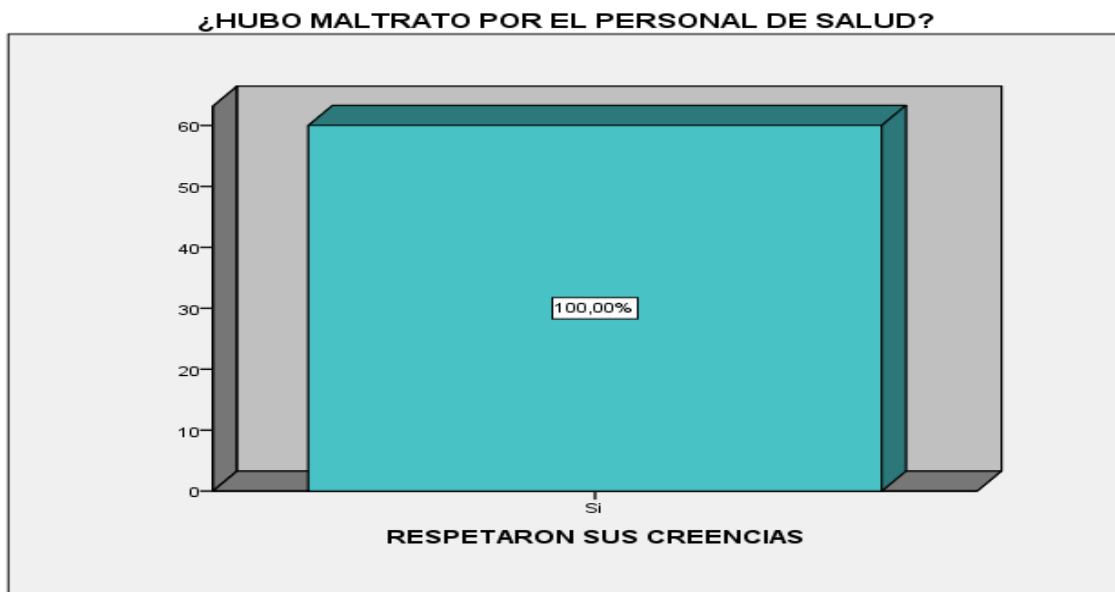 ¿HUBO MALTRATO POR EL PERSONAL DE SALUD?
60
50
40
30
20
10
0
100,00%
Si
RESPETARON SUS CREENCIAS